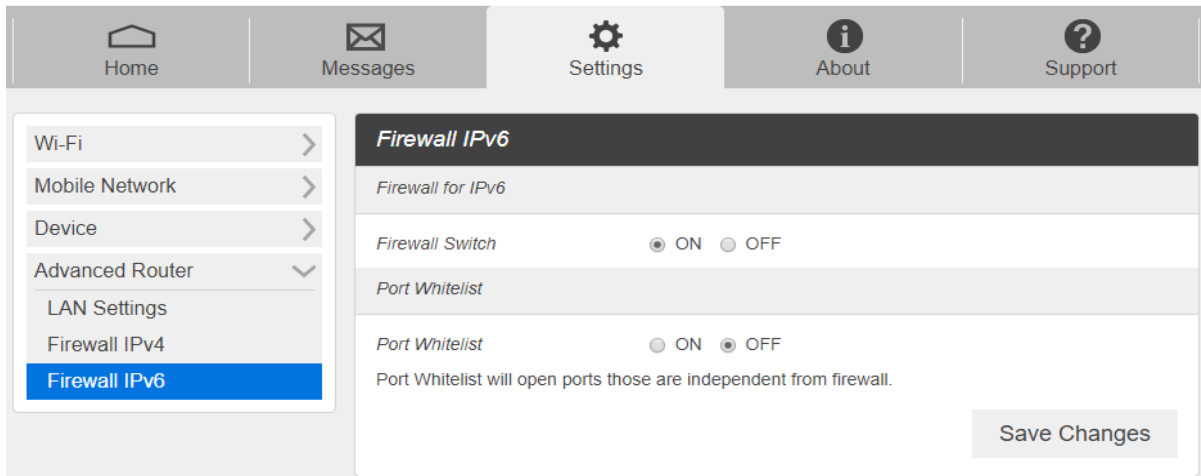 Home
Messages
Settings
About
Support
Wi-Fi
Mobile Network
Device
Advanced Router
LAN Settings
Firewall IPv4
Firewall IPv6
Firewall IPv6
Firewall for IPv6
Firewall Switch ON OFF
Port Whitelist
Port Whitelist ON OFF
Port Whitelist will open ports those are independent from firewall.
Save Changes